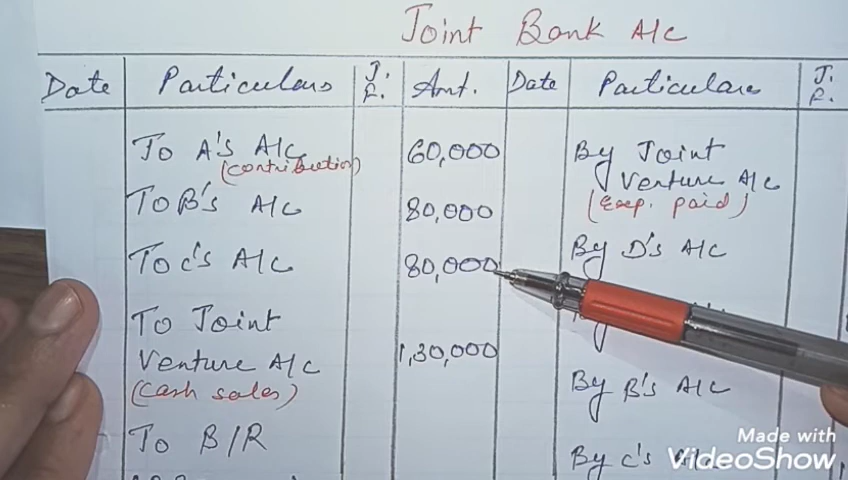 Joint Bank A/c
Date Particulars J. F. Amt. Date Particulars J. F.
To A's A/c 60,000
(contribution)
To B's A/c 80,000
To C's A/c 80,000
To Joint
Venture A/c 1,30,000
(Cash sales)
To B/R
By Joint
Venture A/c
(Exp. paid)
By D's A/c
By B's A/c
By C's A/c
Made with
VideoShow